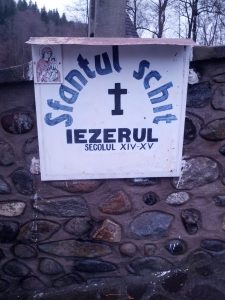 Sfantul schit
IEZERUL
SECOLUL XIV-XV